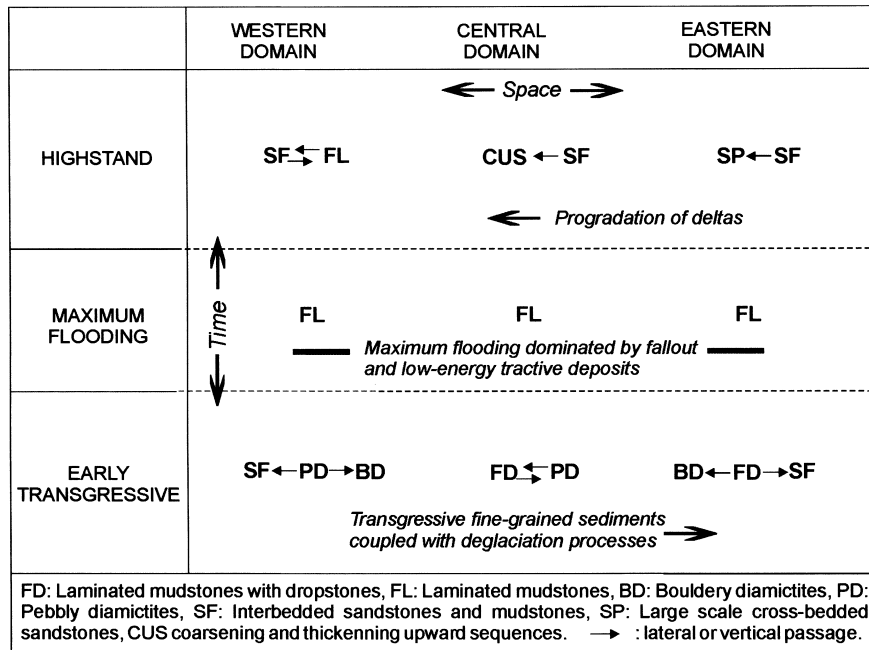 WESTERN DOMAIN
CENTRAL DOMAIN
EASTERN DOMAIN
Space
HIGHSTAND
SF FL
CUS ← SF
SP ← SF
Progradation of deltas
Time
MAXIMUM FLOODING
FL
FL
FL
Maximum flooding dominated by fallout
and low-energy tractive deposits
EARLY TRANSGRESSIVE
SF ← PD → BD
FD PD
BD ← FD → SF
Transgressive fine-grained sediments
coupled with deglaciation processes
FD: Laminated mudstones with dropstones, FL: Laminated mudstones, BD: Bouldery diamictites, PD:
Pebbly diamictites, SF: Interbedded sandstones and mudstones, SP: Large scale cross-bedded
sandstones, CUS coarsening and thickenning upward sequences. → : lateral or vertical passage.